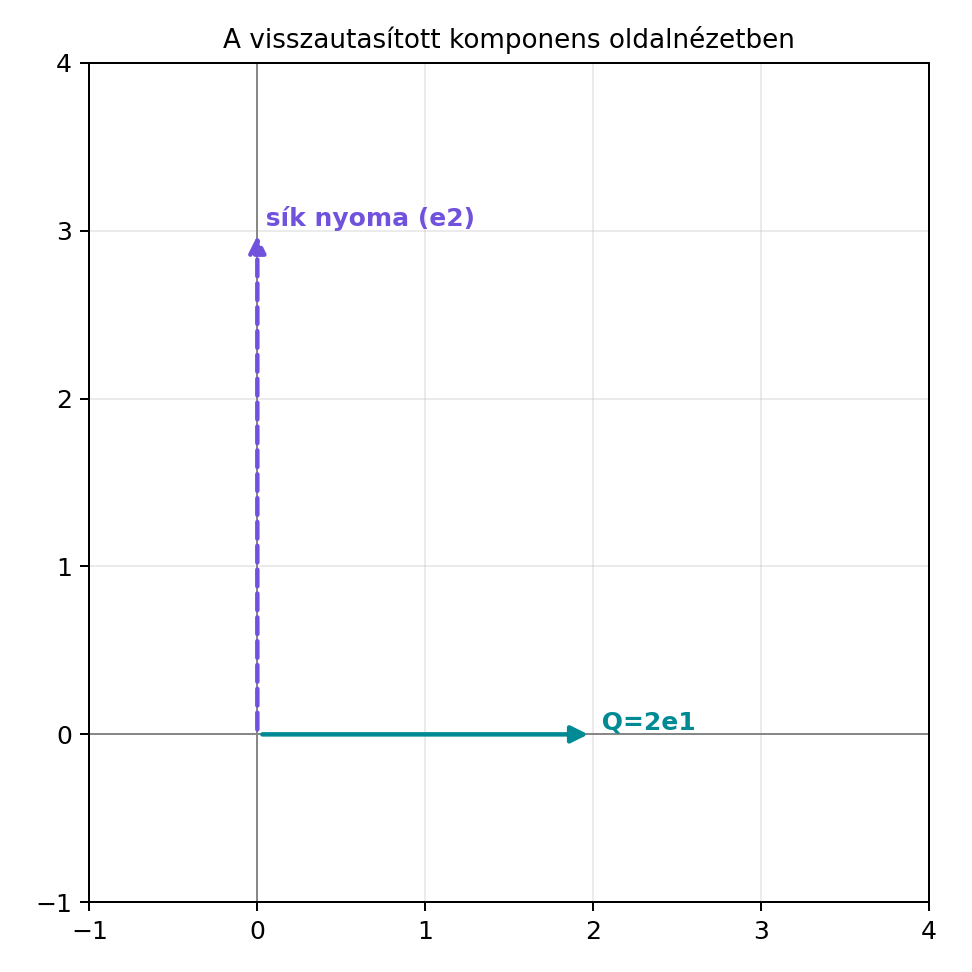 A visszautasított komponens oldalnézetben
4
sík nyoma (e2)
3
2
1
Q=2e1
0
−1
−1 0 1 2 3 4